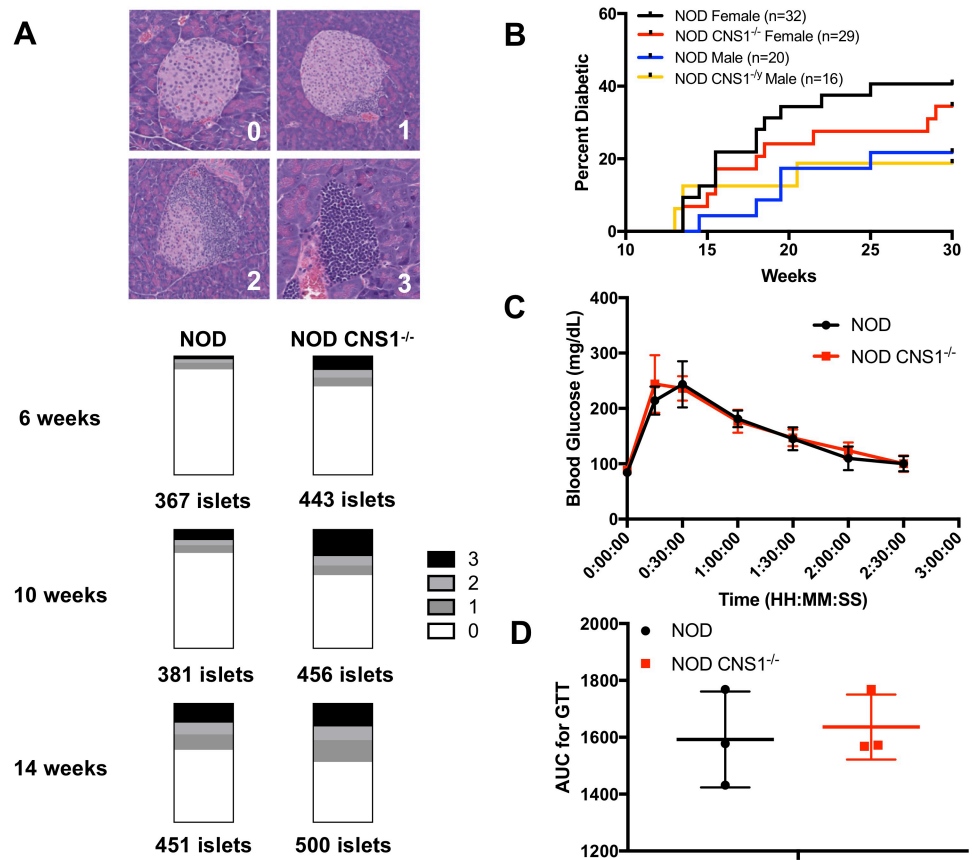 A
0
1
2
3
NOD
NOD CNS1-/-
6 weeks
367 islets
443 islets
10 weeks
381 islets
456 islets
14 weeks
451 islets
500 islets
3
2
1
0
B
NOD Female (n=32)
NOD CNS1-/- Female (n=29)
NOD Male (n=20)
NOD CNS1-/y Male (n=16)
Percent Diabetic
60
40
20
0
10
15
20
25
30
Weeks
C
NOD
NOD CNS1-/-
Blood Glucose (mg/dL)
400
300
200
100
0
0:00:00
0:30:00
1:00:00
1:30:00
2:00:00
2:30:00
3:00:00
Time (HH:MM:SS)
D
NOD
NOD CNS1-/-
AUC for GTT
2000
1800
1600
1400
1200